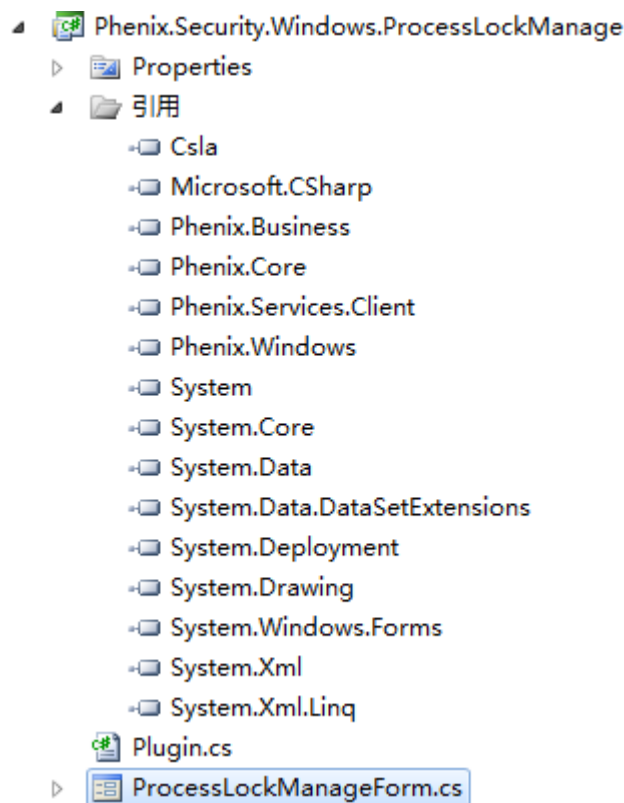 Phenix.Security.Windows.ProcessLockManage
Properties
引用
Csla
Microsoft.CSharp
Phenix.Business
Phenix.Core
Phenix.Services.Client
Phenix.Windows
System
System.Core
System.Data
System.Data.DataSetExtensions
System.Deployment
System.Drawing
System.Windows.Forms
System.Xml
System.Xml.Linq
Plugin.cs
ProcessLockManageForm.cs